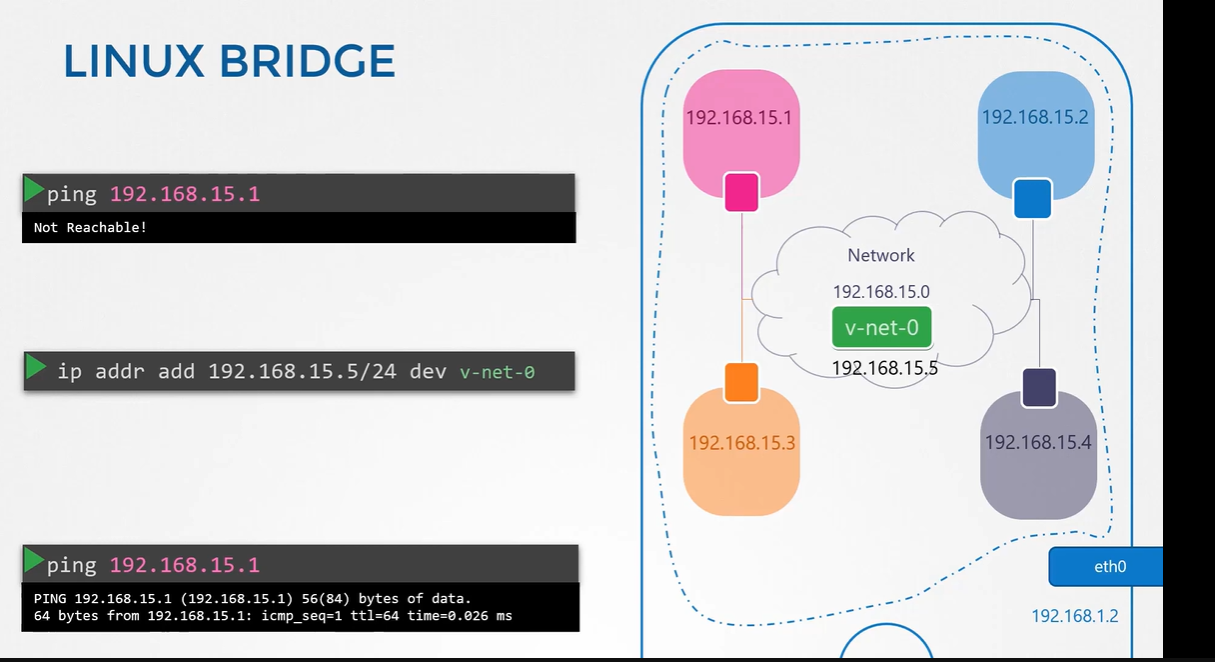 LINUX BRIDGE
ping 192.168.15.1
Not Reachable!
ip addr add 192.168.15.5/24 dev v-net-0
ping 192.168.15.1
PING 192.168.15.1 (192.168.15.1) 56(84) bytes of data.
64 bytes from 192.168.15.1: icmp_seq=1 ttl=64 time=0.026 ms
192.168.15.1
192.168.15.2
Network
192.168.15.0
v-net-0
192.168.15.5
192.168.15.3
192.168.15.4
eth0
192.168.1.2